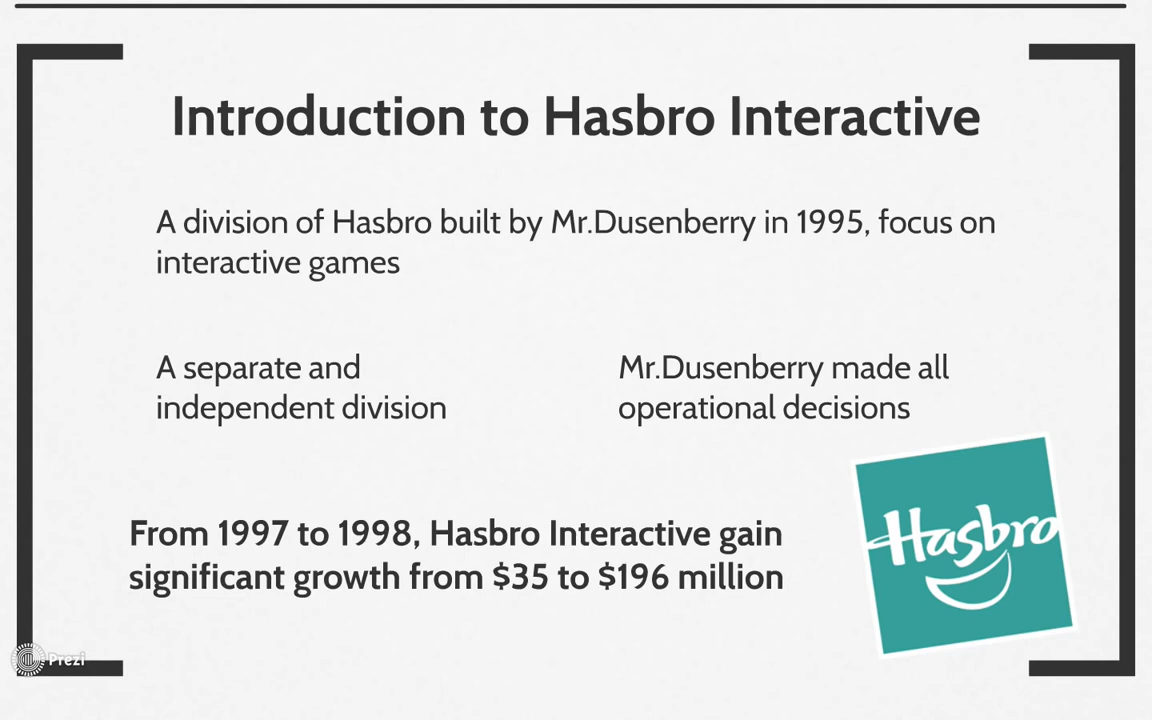 Introduction to Hasbro Interactive
A division of Hasbro built by Mr.Dusenberry in 1995, focus on
interactive games
A separate and
independent division
Mr.Dusenberry made all
operational decisions
From 1997 to 1998, Hasbro Interactive gain
significant growth from $35 to $196 million
Hasbro
Prezi